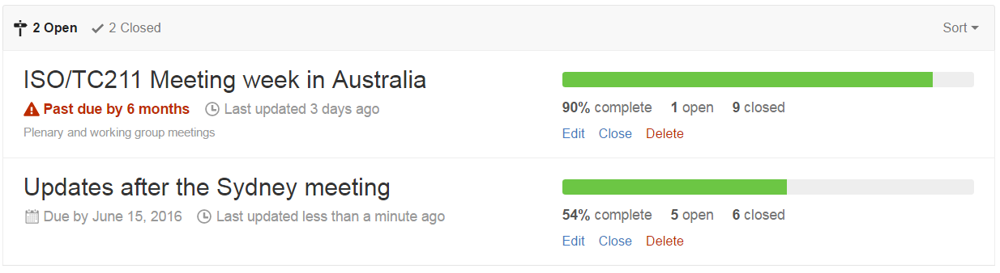 2 Open 2 Closed Sort
ISO/TC211 Meeting week in Australia
Past due by 6 months Last updated 3 days ago
Plenary and working group meetings
90% complete 1 open 9 closed
Edit Close Delete
Updates after the Sydney meeting
Due by June 15, 2016 Last updated less than a minute ago
54% complete 5 open 6 closed
Edit Close Delete